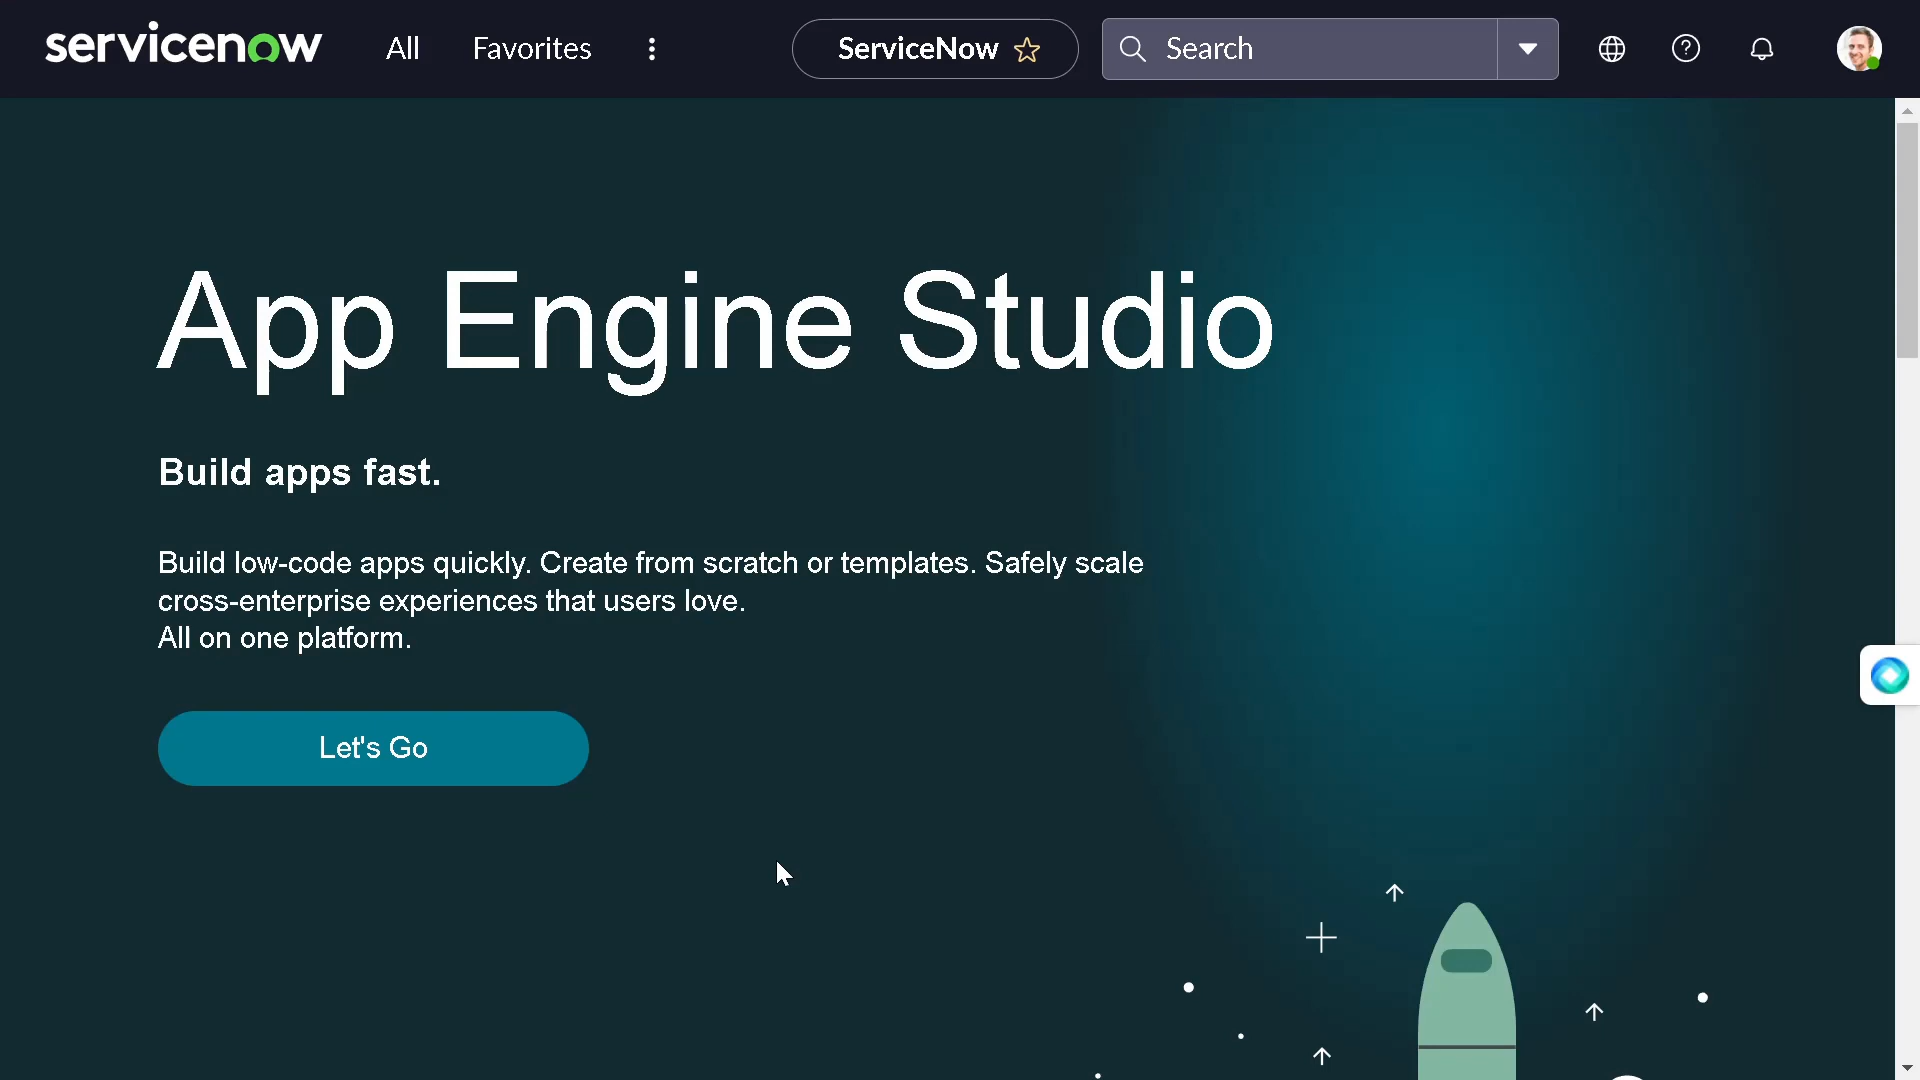 servicenow
All
Favorites
ServiceNow
Search
App Engine Studio
Build apps fast.
Build low-code apps quickly. Create from scratch or templates. Safely scale
cross-enterprise experiences that users love.
All on one platform.
Let's Go